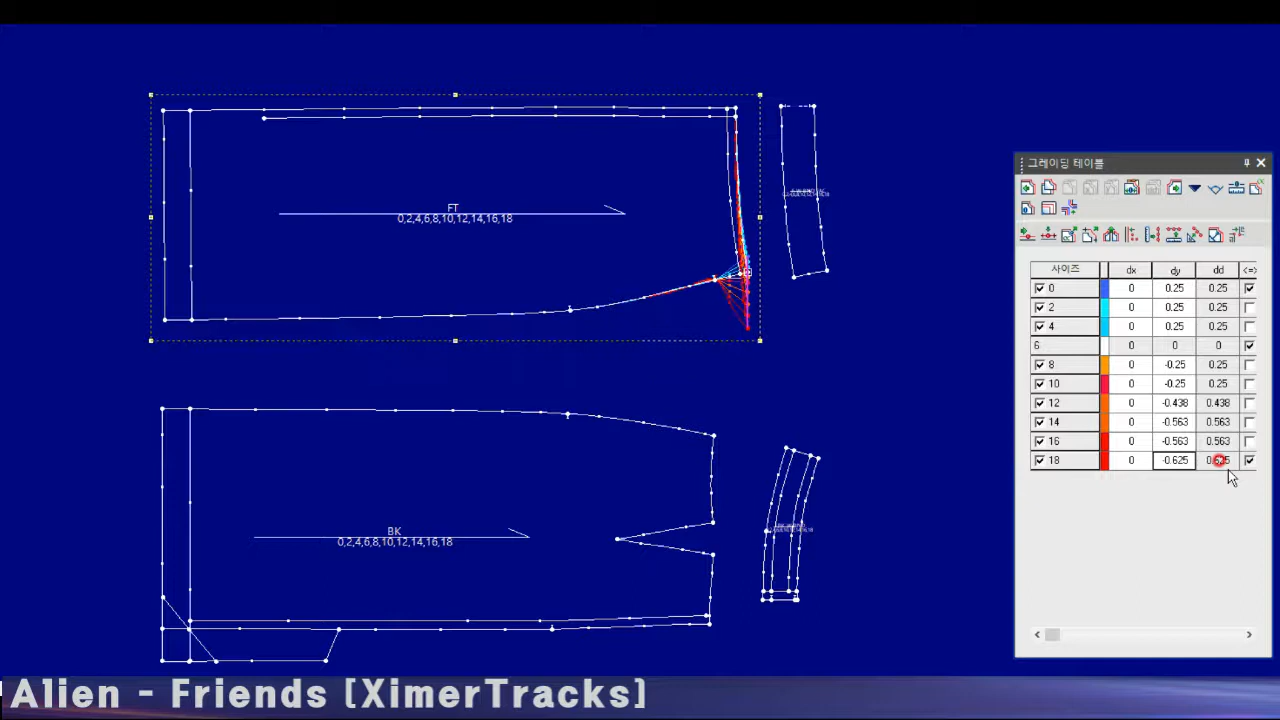 FT
0,2,4,6,8,10,12,14,16,18
BK
0,2,4,6,8,10,12,14,16,18
그레이딩 테이블
사이즈 dx dy dd (=)
0 0 0.25 0.25
2 0 0.25 0.25
4 0 0.25 0.25
6 0 0 0
8 0 -0.25 0.25
10 0 -0.25 0.25
12 0 -0.438 0.438
14 0 -0.563 0.563
16 0 -0.563 0.563
18 0 -0.625
Alien - Friends [XimerTracks]